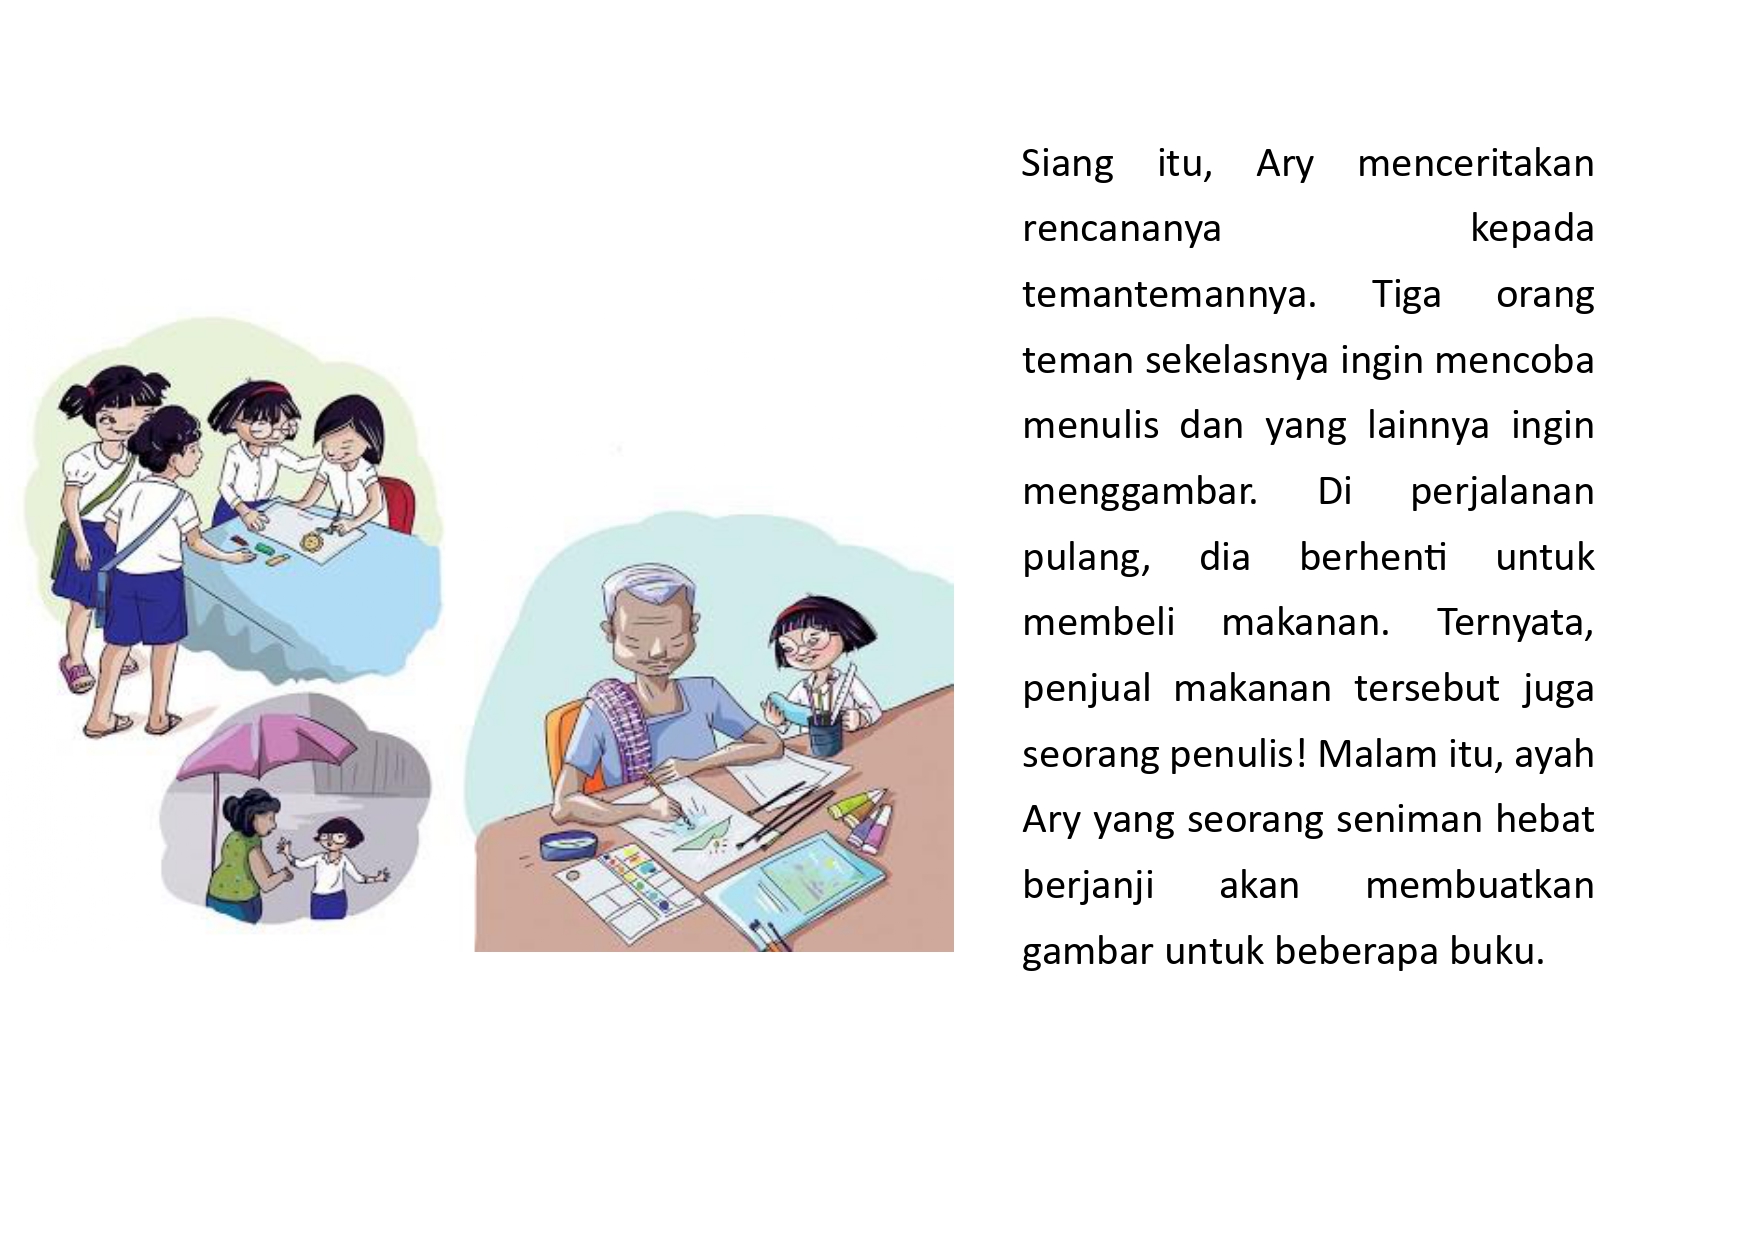 Siang itu, Ary menceritakan
rencananya kepada
temantemannya. Tiga orang
teman sekelasnya ingin mencoba
menulis dan yang lainnya ingin
menggambar. Di perjalanan
pulang, dia berhenti untuk
membeli makanan. Ternyata,
penjual makanan tersebut juga
seorang penulis! Malam itu, ayah
Ary yang seorang seniman hebat
berjanji akan membuatkan
gambar untuk beberapa buku.